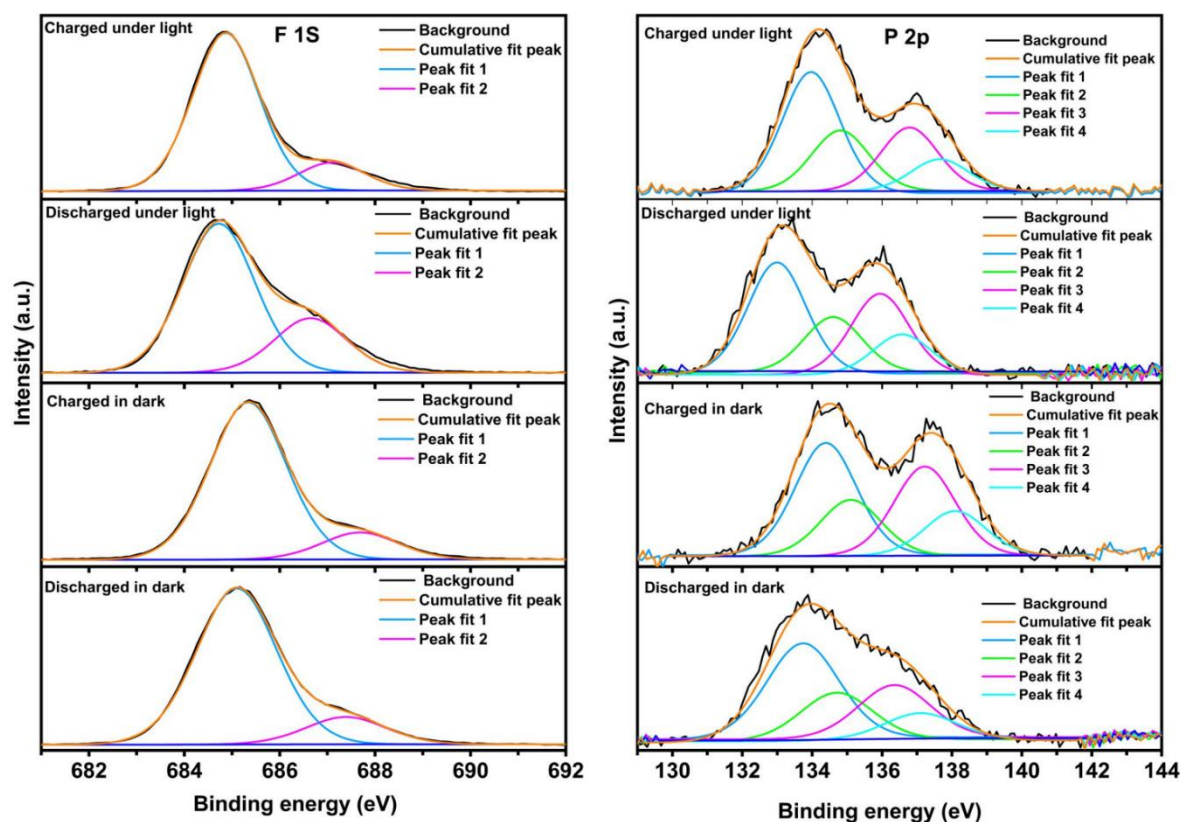 Charged under light
F 1S
Background
Cumulative fit peak
Peak fit 1
Peak fit 2
Discharged under light
Background
Cumulative fit peak
Peak fit 1
Peak fit 2
Charged in dark
Background
Cumulative fit peak
Peak fit 1
Peak fit 2
Discharged in dark
Background
Cumulative fit peak
Peak fit 1
Peak fit 2
Intensity (a.u.)
682 684 686 688 690 692
Binding energy (eV)
Charged under light
P 2p
Background
Cumulative fit peak
Peak fit 1
Peak fit 2
Peak fit 3
Peak fit 4
Discharged under light
Background
Cumulative fit peak
Peak fit 1
Peak fit 2
Peak fit 3
Peak fit 4
Charged in dark
Background
Cumulative fit peak
Peak fit 1
Peak fit 2
Peak fit 3
Peak fit 4
Discharged in dark
Background
Cumulative fit peak
Peak fit 1
Peak fit 2
Peak fit 3
Peak fit 4
Intensity (a.u.)
130 132 134 136 138 140 142 144
Binding energy (eV)